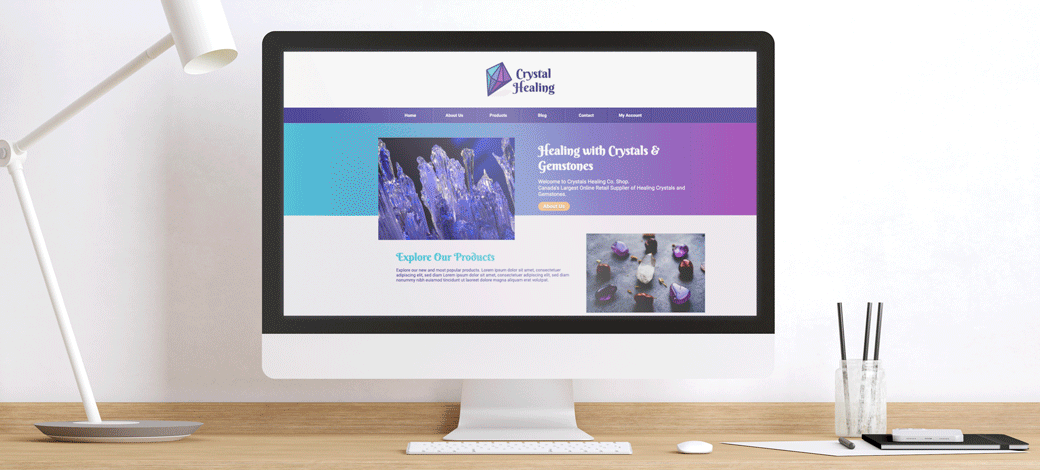 Crystal
Healing
Home About Us Products Blog Contact My Account
Healing with Crystals &
Gemstones
Welcome to Crystals Healing Co. Shop.
Canada's Largest Online Retail Supplier of Healing Crystals and
Gemstones.
About Us
Explore Our Products
Explore our new and most popular products. Lorem ipsum dolor sit amet, consectetuer
adipiscing elit, sed diam Lorem ipsum dolor sit amet, consectetuer adipiscing elit, sed diam
nonummy nibh euismod tincidunt ut laoreet dolore magna aliquam erat volutpat.